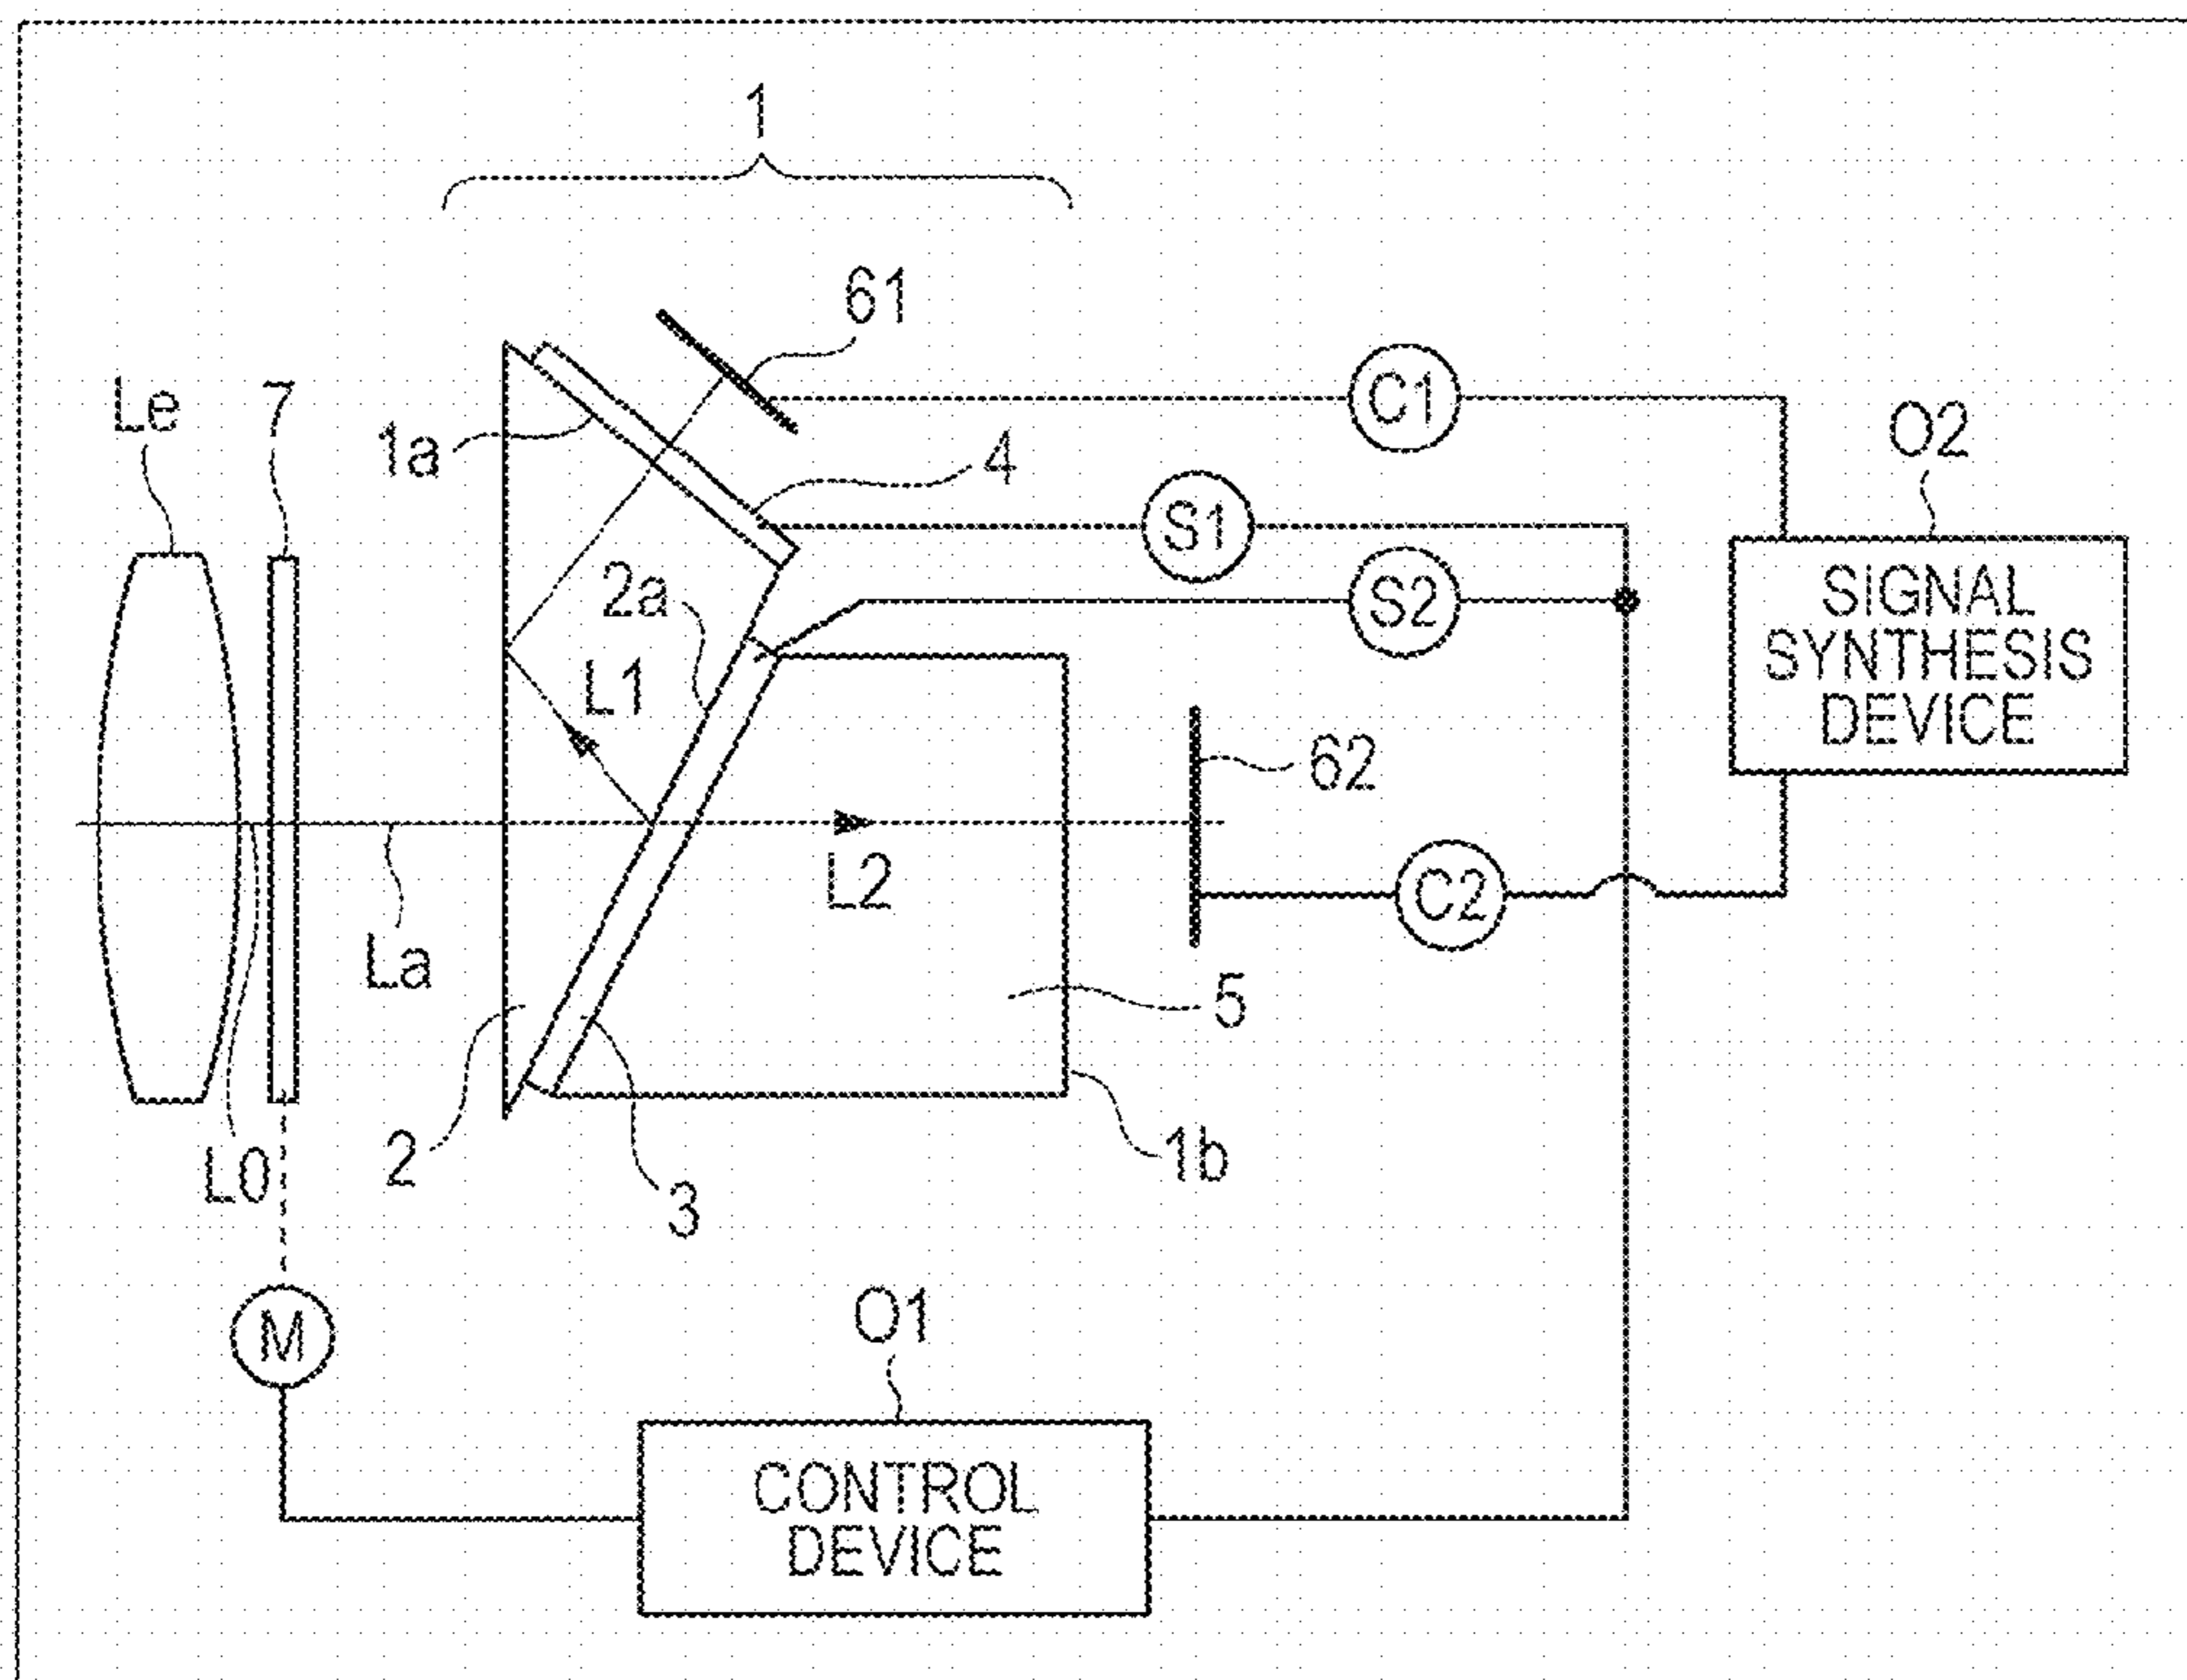 1
61
Le
7
1a
4
C1
O2
S1
2a
S2
SIGNAL
SYNTHESIS
DEVICE
L1
62
L2
La
C2
5
2
L0
3
1b
M
O1
CONTROL
DEVICE